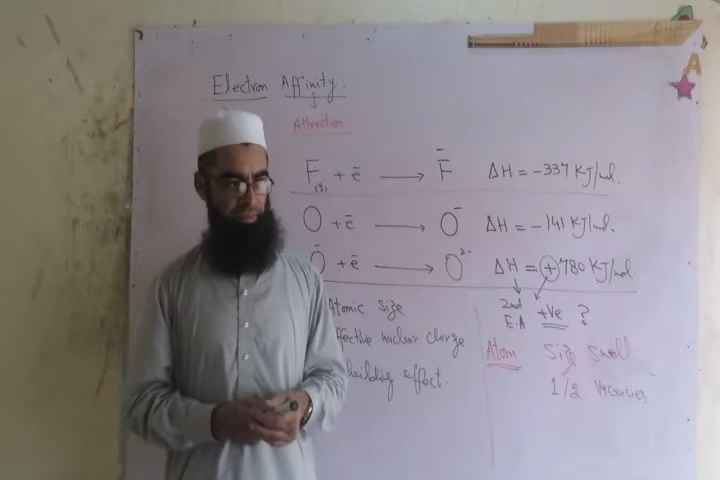 Electron Affinity.
Attraction
F(g) + ē → F̄ ΔH = -337 KJ/mol.
O + ē → O⁻ ΔH = -141 KJ/mol.
Ō + ē → O²⁻ ΔH = +780 KJ/mol
2nd E.A +Ve ?
Atomic Size
ffective nuclear charge
heilding effect.
Atom Size Small
1/2 Vacancies
A